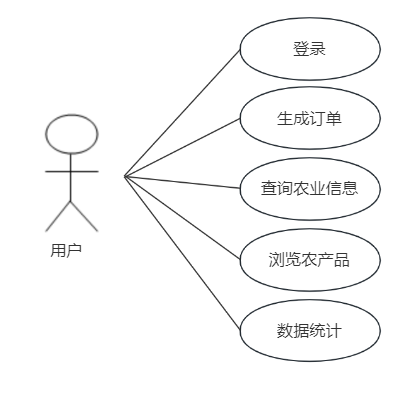 登录
生成订单
查询农业信息
用户
浏览农产品
数据统计